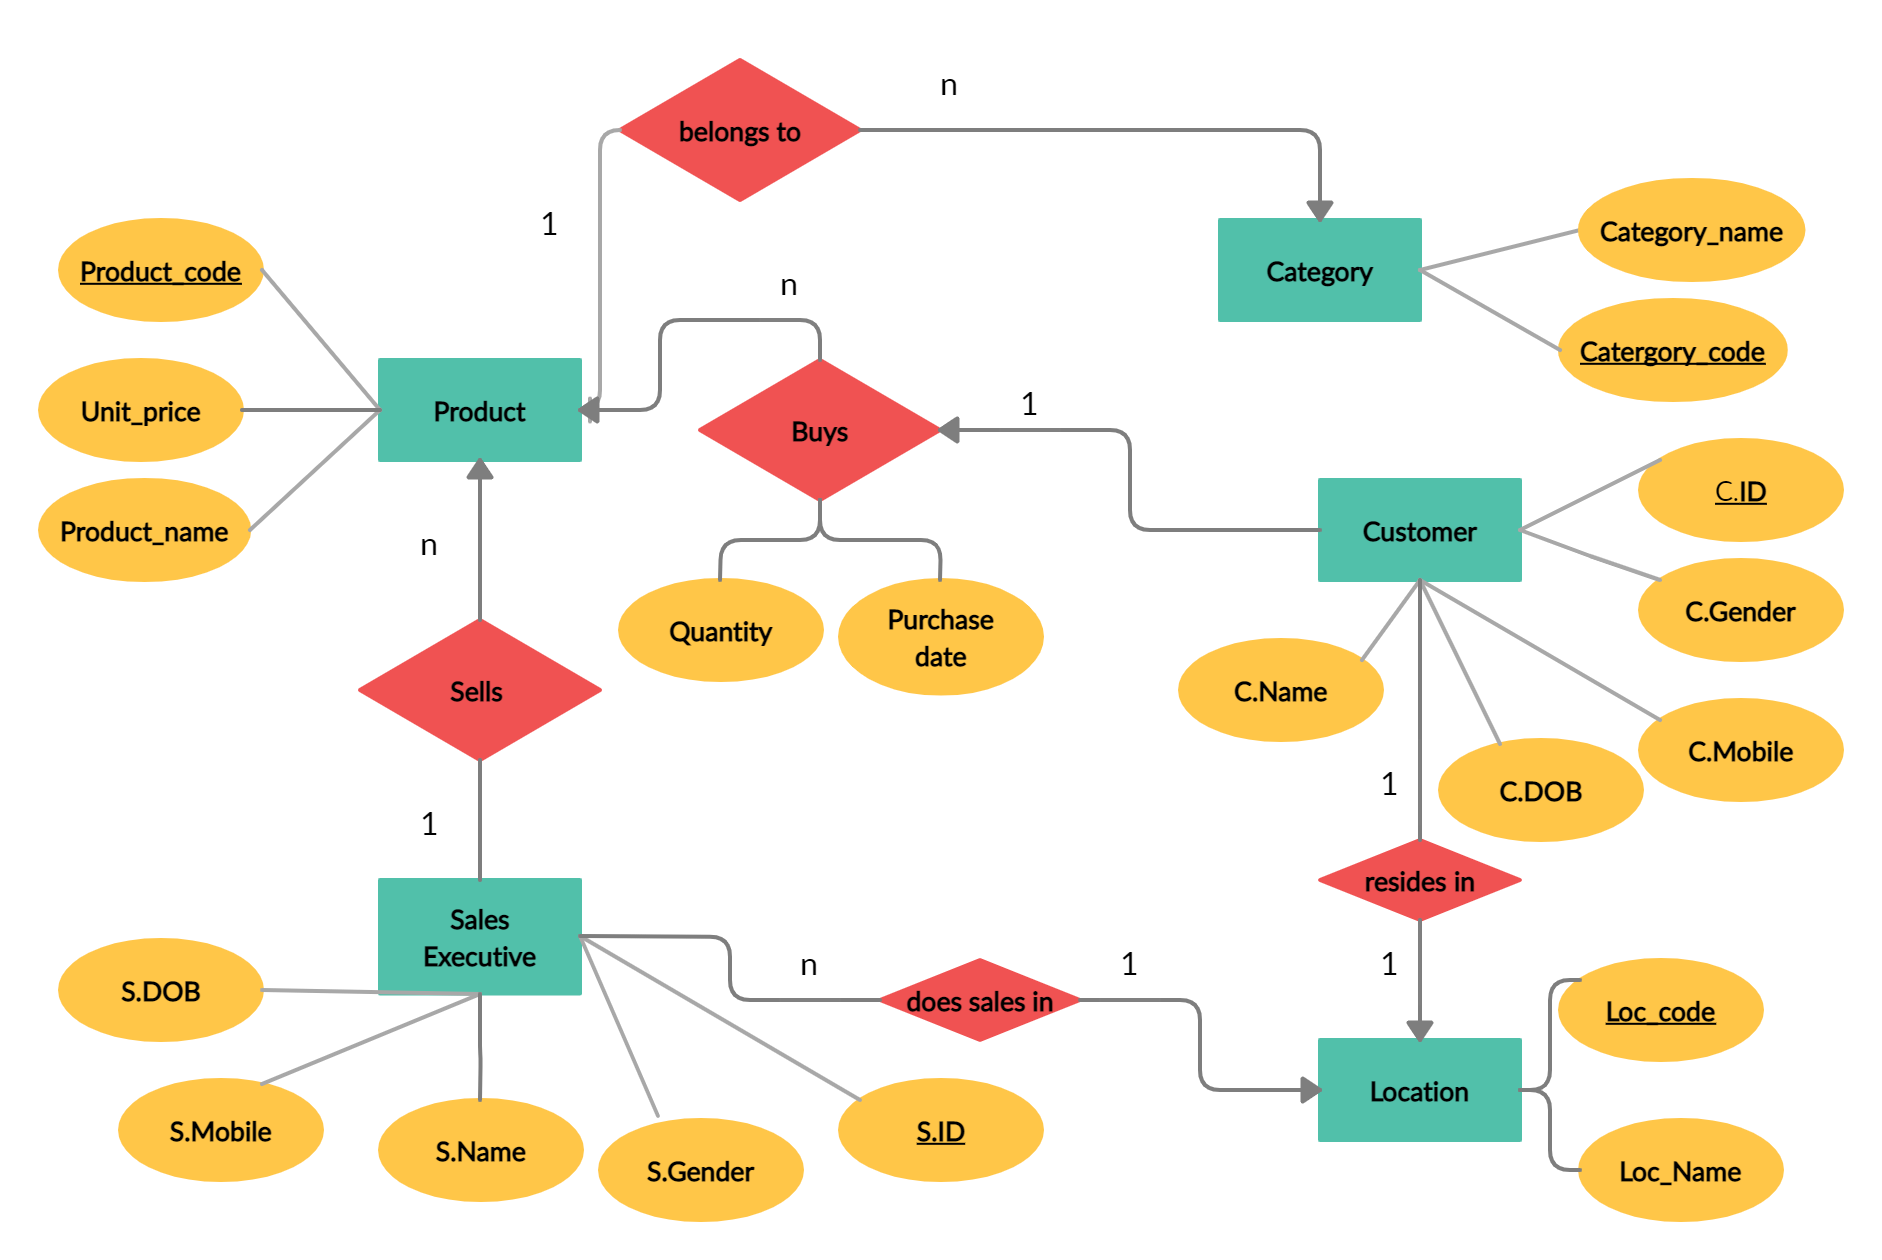 n
belongs to
1
Category_name
Product_code
Category
n
Catergory_code
Unit_price
Product
1
Buys
C.ID
Product_name
Customer
n
C.Gender
Quantity
Purchase
date
Sells
C.Name
C.Mobile
1
C.DOB
1
resides in
Sales
Executive
S.DOB
n
1
1
does sales in
Loc_code
Location
S.Mobile
S.Name
S.Gender
S.ID
Loc_Name